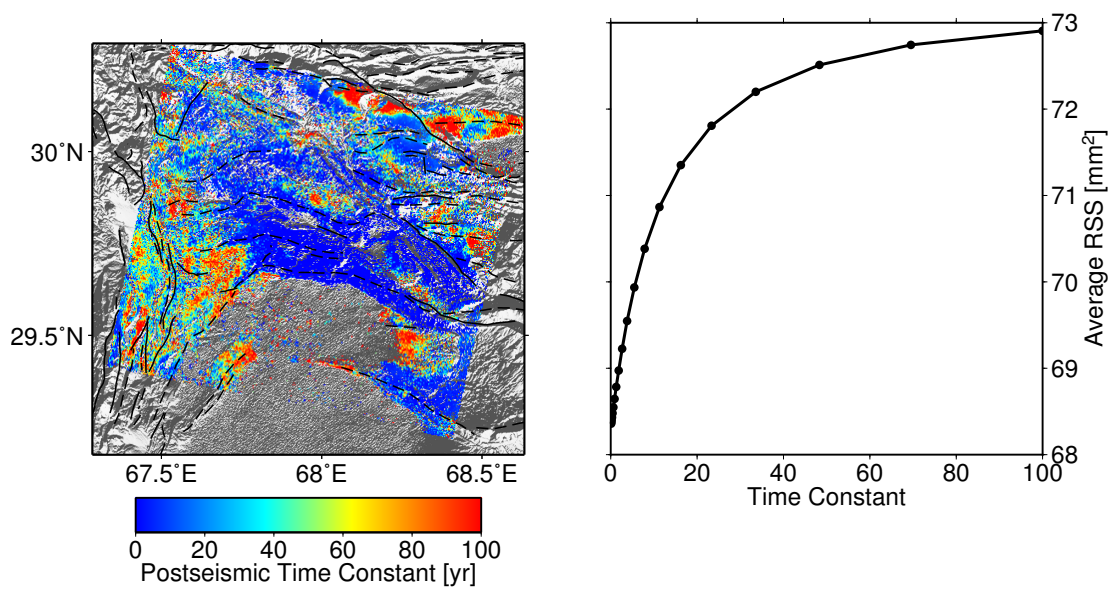 30˚N
29.5˚N
67.5˚E
68˚E
68.5˚E
0 20 40 60 80 100
Postseismic Time Constant [yr]
73
72
71
70
69
68
Average RSS [mm²]
0 20 40 60 80 100
Time Constant